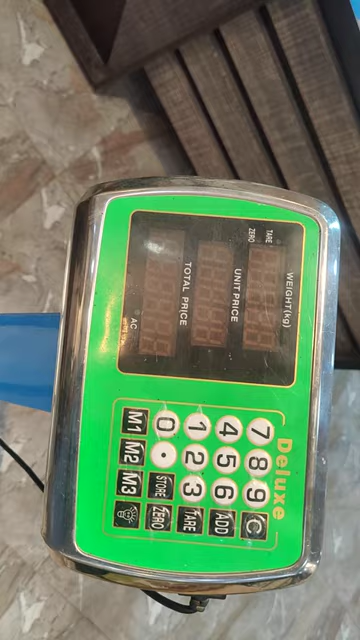 WEIGHT(kg)
TARE
ZERO
UNIT PRICE
TOTAL PRICE
AC
Deluxe
7 8 9 C
4 5 6 ADD
1 2 3 TARE
0 . STORE ZERO
M1 M2 M3